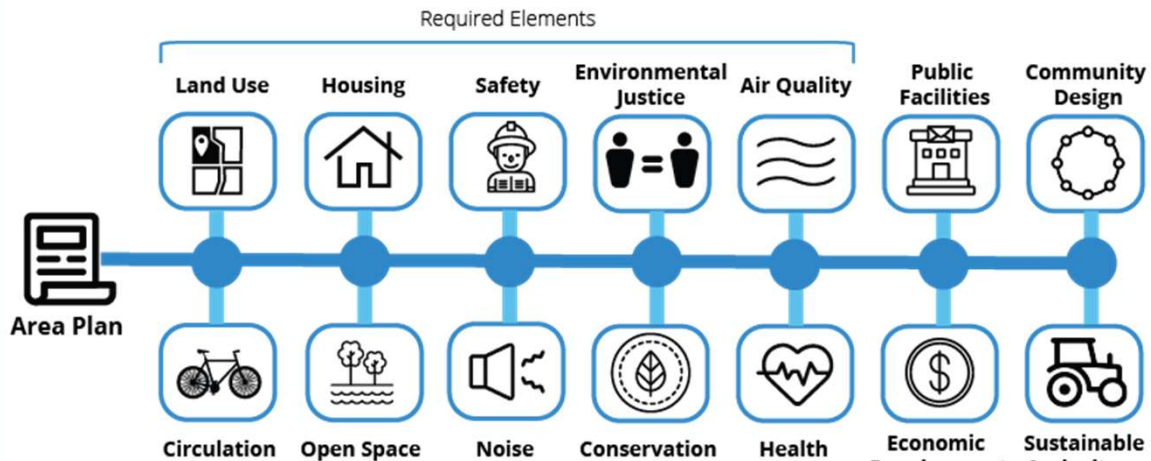 Required Elements
Land Use
Housing
Safety
Environmental
Justice
Air Quality
Public
Facilities
Community
Design
Area Plan
Circulation
Open Space
Noise
Conservation
Health
Economic
Sustainable